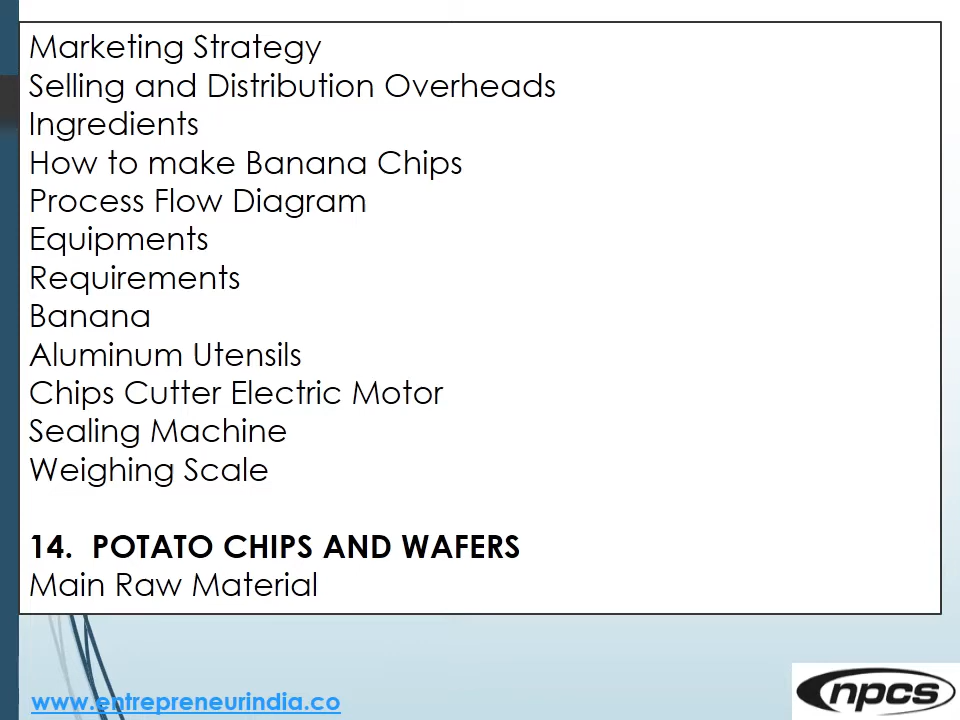 Marketing Strategy
Selling and Distribution Overheads
Ingredients
How to make Banana Chips
Process Flow Diagram
Equipments
Requirements
Banana
Aluminum Utensils
Chips Cutter Electric Motor
Sealing Machine
Weighing Scale
14. POTATO CHIPS AND WAFERS
Main Raw Material
www.entrepreneurindia.co
npcs